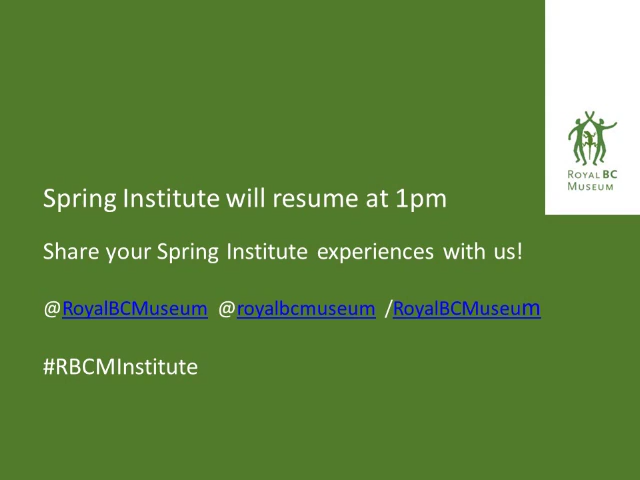 ROYAL BC
MUSEUM
Spring Institute will resume at 1pm
Share your Spring Institute experiences with us!
@RoyalBCMuseum @royalbcmuseum /RoyalBCMuseum
#RBCMInstitute